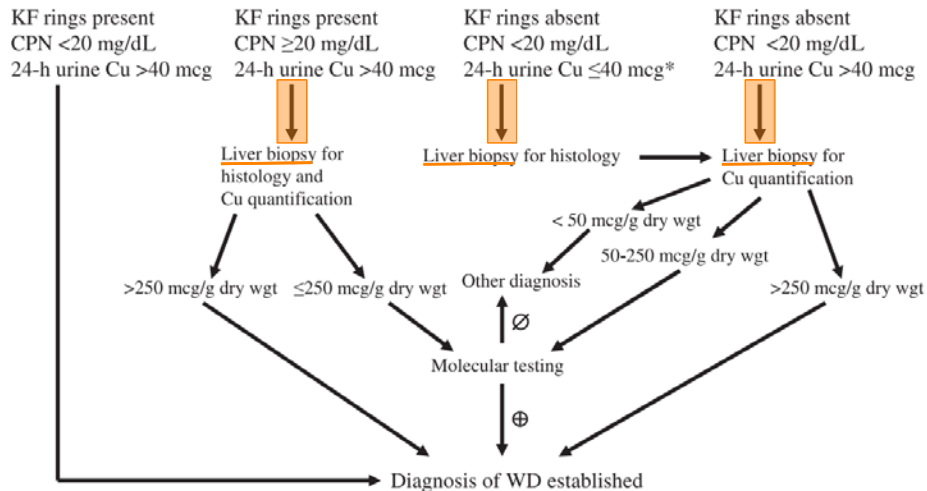 KF rings present
CPN <20 mg/dL
24-h urine Cu >40 mcg
KF rings present
CPN ≥20 mg/dL
24-h urine Cu >40 mcg
KF rings absent
CPN <20 mg/dL
24-h urine Cu ≤40 mcg*
KF rings absent
CPN <20 mg/dL
24-h urine Cu >40 mcg
Liver biopsy for
histology and
Cu quantification
Liver biopsy for histology
Liver biopsy for
Cu quantification
< 50 mcg/g dry wgt
50-250 mcg/g dry wgt
>250 mcg/g dry wgt
≤250 mcg/g dry wgt
Other diagnosis
>250 mcg/g dry wgt
∅
Molecular testing
⊕
Diagnosis of WD established